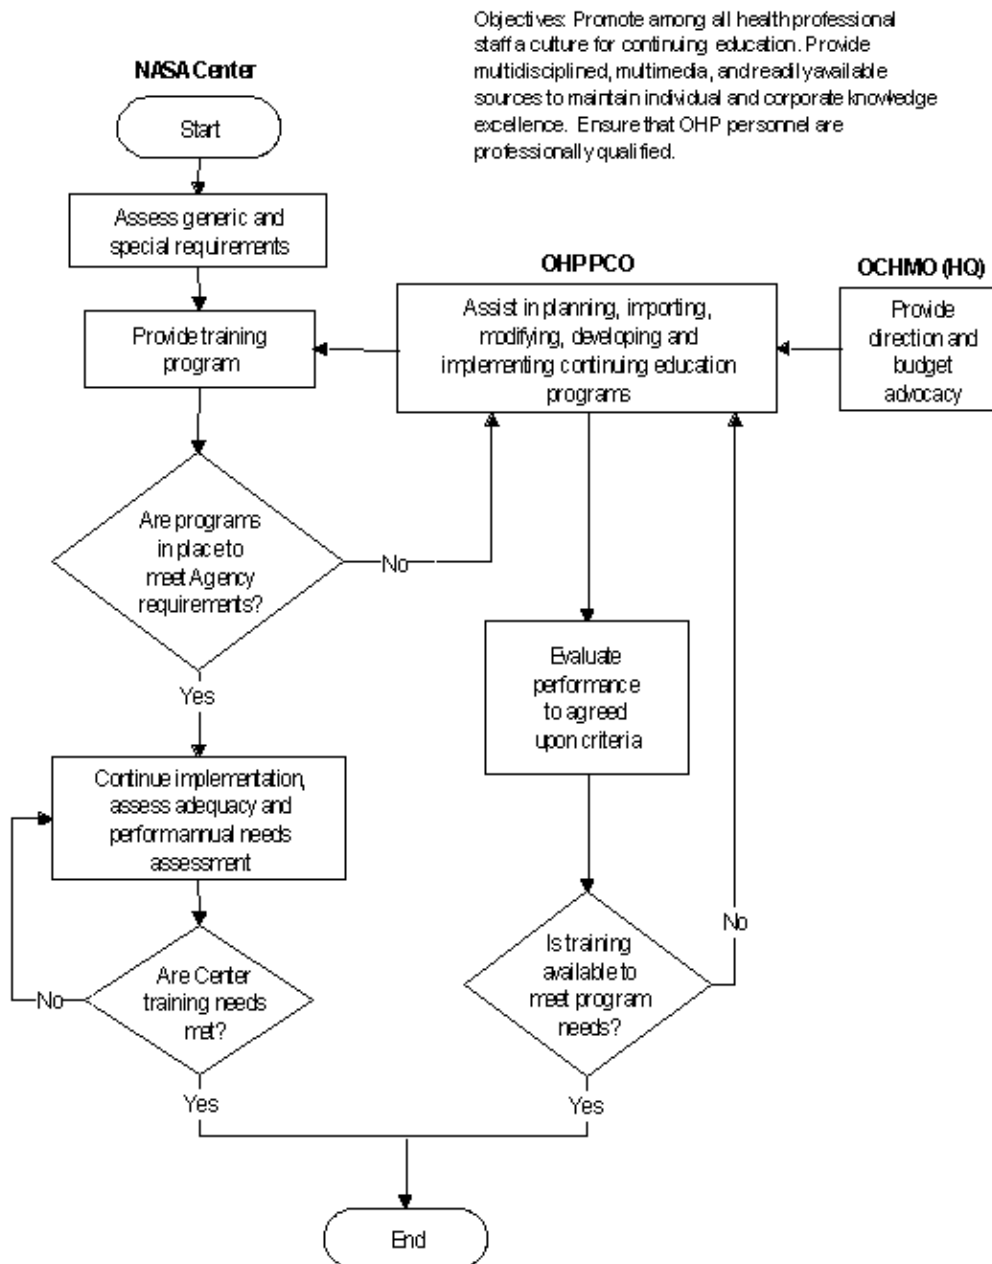 Objectives: Promote among all health professional
staff a culture for continuing education. Provide
multidisciplined, multimedia, and readily available
sources to maintain individual and corporate knowledge
excellence. Ensure that OHP personnel are
professionally qualified.
NASA Center
Start
Assess generic and
special requirements
OHP PCO
OCHMO (HQ)
Provide training
program
Assist in planning, importing,
modifying, developing and
implementing continuing education
programs
Provide
direction and
budget
advocacy
Are programs
in place to
meet Agency
requirements?
No
Yes
Evaluate
performance
to agreed
upon criteria
Continue implementation,
assess adequacy and
perform annual needs
assessment
Is training
available to
meet program
needs?
No
Are Center
training needs
met?
No
Yes
Yes
End